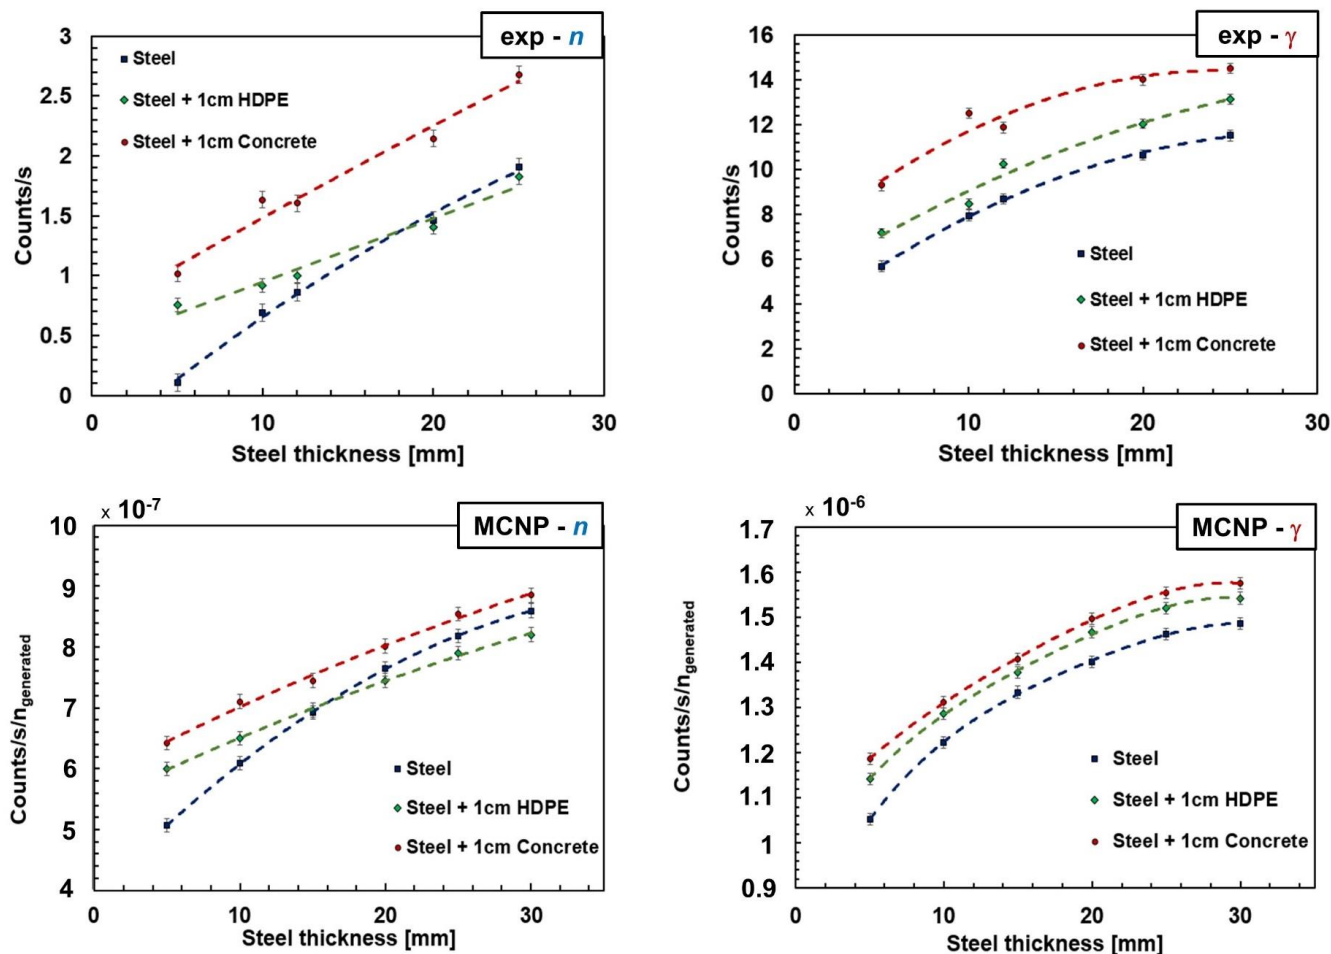 exp - n
3
2.5
2
1.5
1
0.5
0
Counts/s
Steel
Steel + 1cm HDPE
Steel + 1cm Concrete
0 10 20 30
Steel thickness [mm]
exp - γ
16
14
12
10
8
6
4
2
0
Counts/s
Steel
Steel + 1cm HDPE
Steel + 1cm Concrete
0 10 20 30
Steel thickness [mm]
x 10-7
MCNP - n
10
9
8
7
6
5
4
Counts/s/ngenerated
Steel
Steel + 1cm HDPE
Steel + 1cm Concrete
0 10 20 30
Steel thickness [mm]
x 10-6
MCNP - γ
1.7
1.6
1.5
1.4
1.3
1.2
1.1
1
0.9
Counts/s/ngenerated
Steel
Steel + 1cm HDPE
Steel + 1cm Concrete
0 10 20 30
Steel thickness [mm]